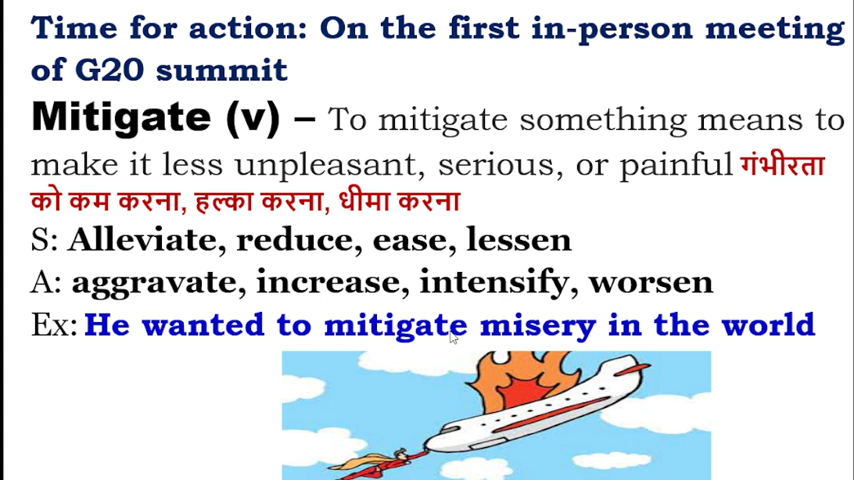 Time for action: On the first in-person meeting
of G20 summit
Mitigate (v) – To mitigate something means to
make it less unpleasant, serious, or painful गंभीरता
को कम करना, हल्का करना, धीमा करना
S: Alleviate, reduce, ease, lessen
A: aggravate, increase, intensify, worsen
Ex: He wanted to mitigate misery in the world